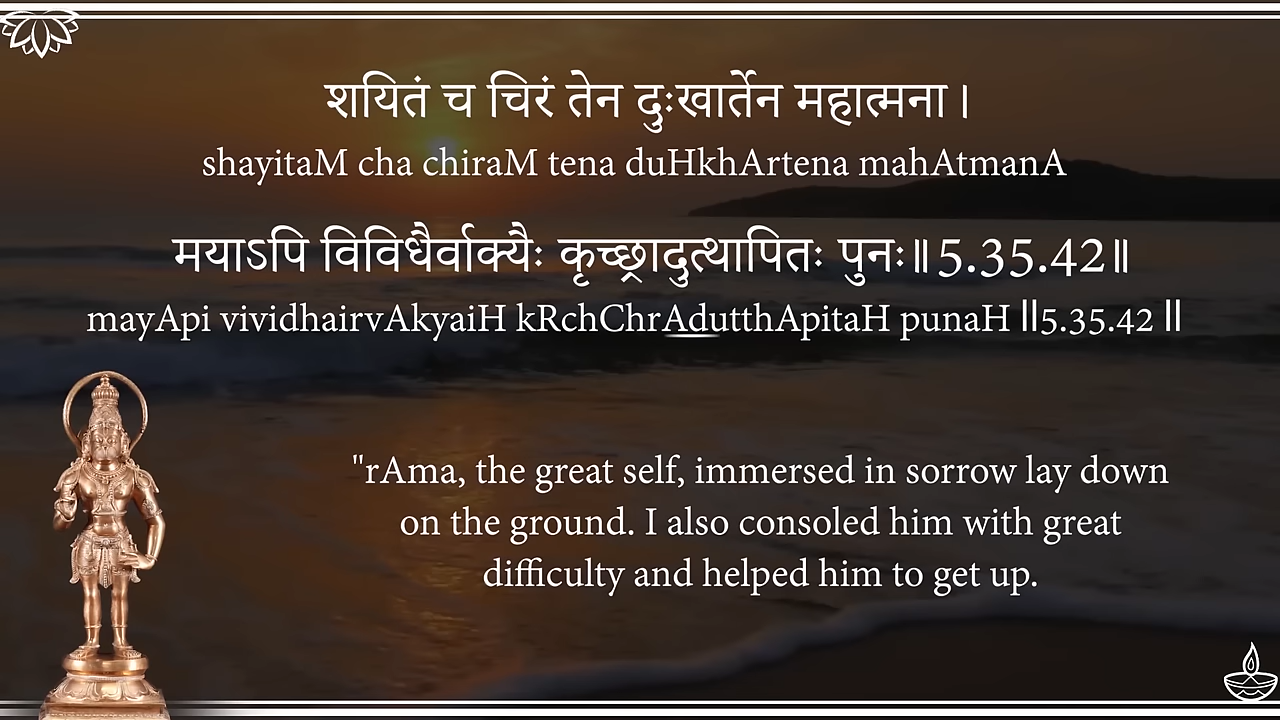 शयितं च चिरं तेन दुःखार्तेन महात्मना।
shayitaM cha chiraM tena duHkhArtena mahAtmanA
मयाऽपि विविधैर्वाक्यैः कृच्छ्रादुत्थापितः पुनः॥5.35.42॥
mayApi vividhairvAkyaiH kRchChrAdutthApitaH punaH ||5.35.42 ||
"rAma, the great self, immersed in sorrow lay down
on the ground. I also consoled him with great
difficulty and helped him to get up.